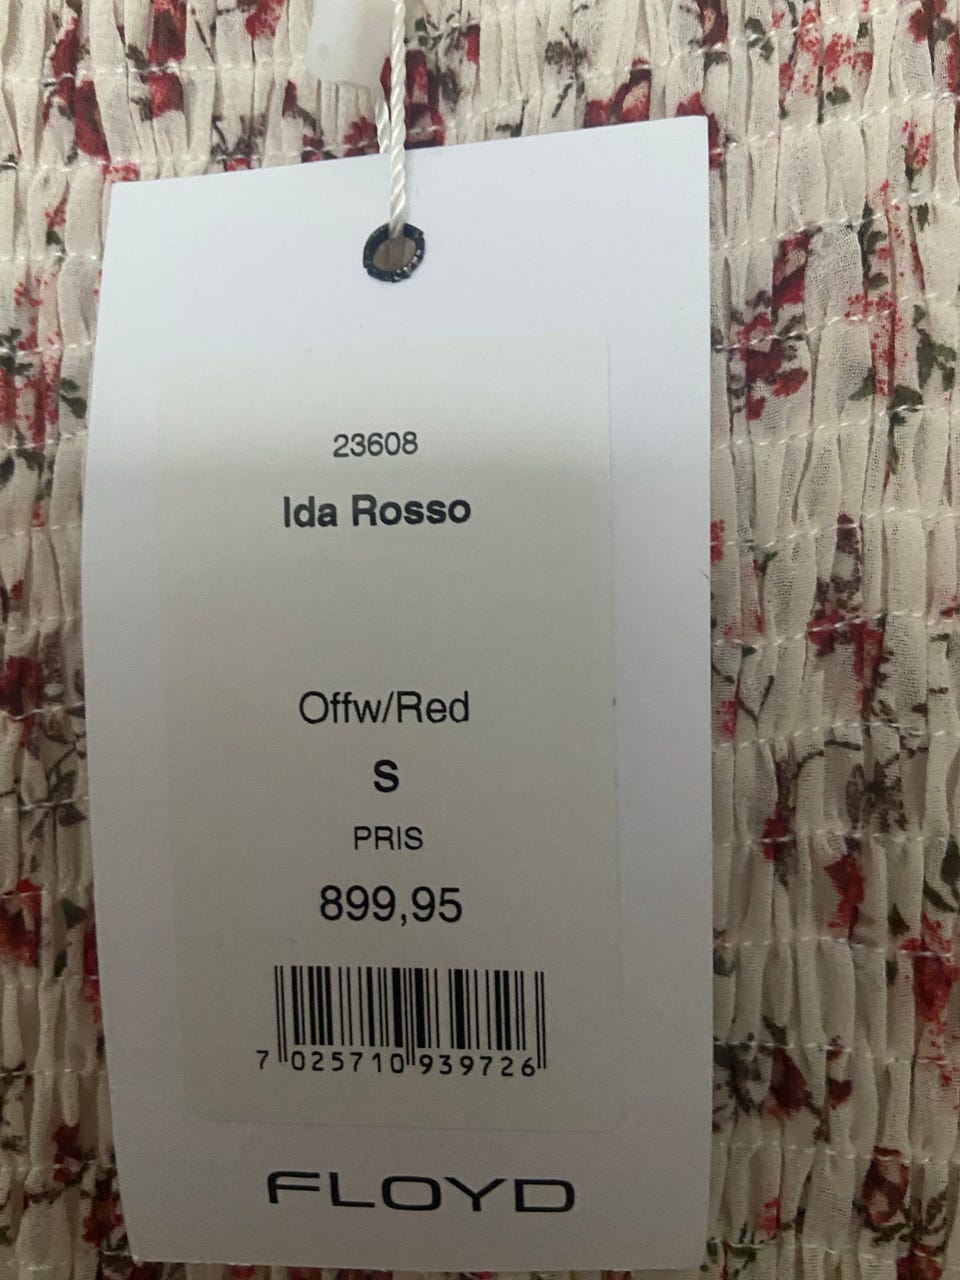 23608
Ida Rosso
Offw/Red
S
PRIS
899,95
7 025710 939726
FLOYD